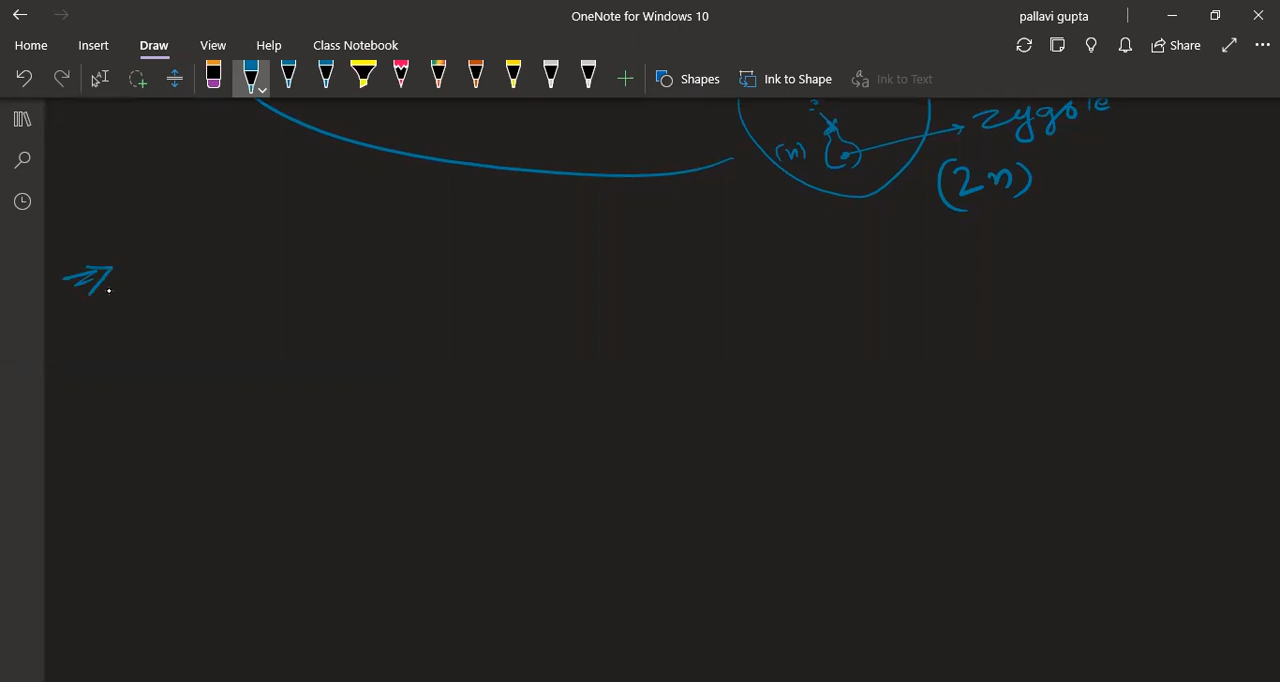 OneNote for Windows 10
pallavi gupta
Home Insert Draw View Help Class Notebook
Share
Shapes Ink to Shape Ink to Text
zygote
(n)
(2n)